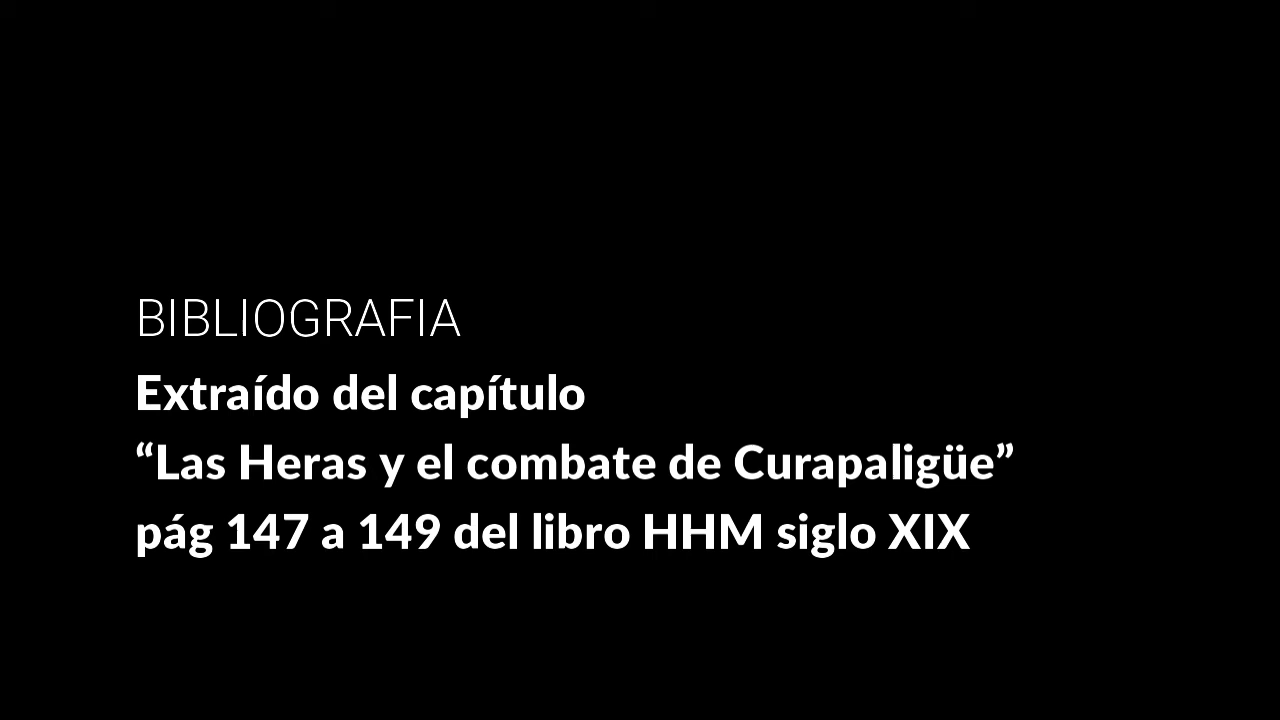 BIBLIOGRAFIA
Extraído del capítulo
“Las Heras y el combate de Curapaligüe”
pág 147 a 149 del libro HHM siglo XIX